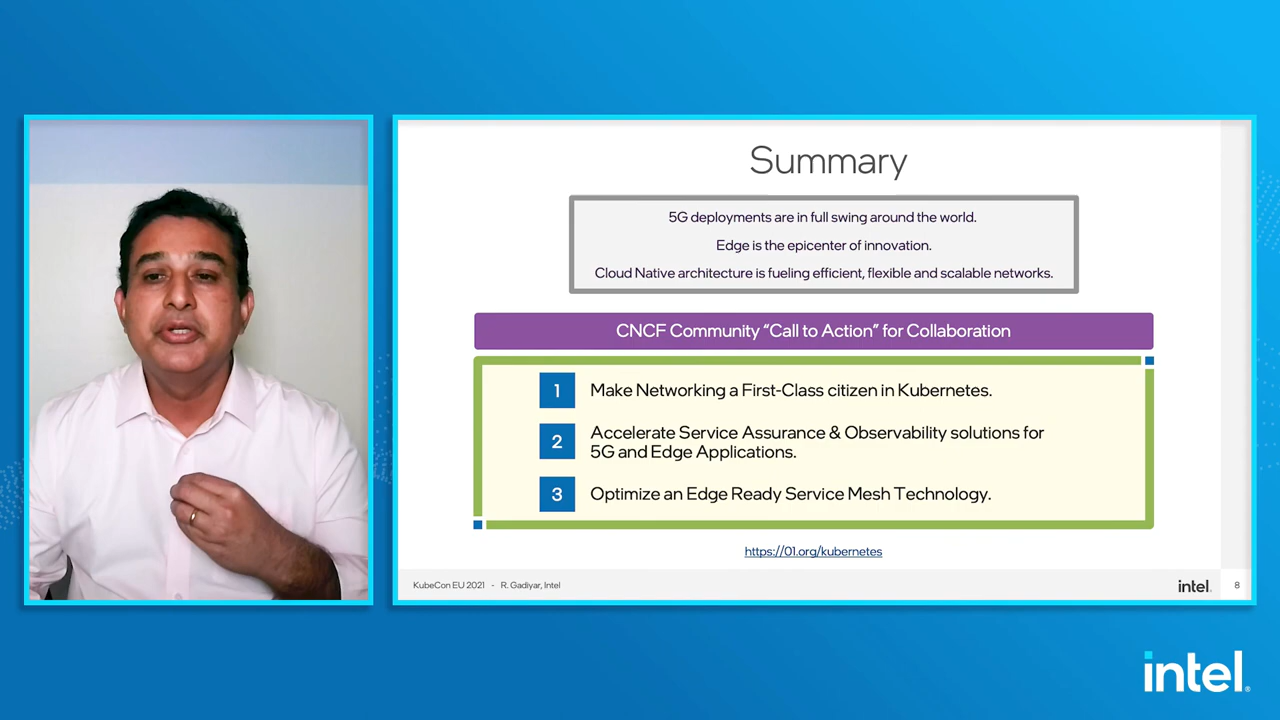 Summary
5G deployments are in full swing around the world.
Edge is the epicenter of innovation.
Cloud Native architecture is fueling efficient, flexible and scalable networks.
CNCF Community “Call to Action” for Collaboration
1 Make Networking a First-Class citizen in Kubernetes.
2 Accelerate Service Assurance & Observability solutions for
5G and Edge Applications.
3 Optimize an Edge Ready Service Mesh Technology.
https://01.org/kubernetes
KubeCon EU 2021 - R. Gadiyar, Intel
intel.
8
intel.